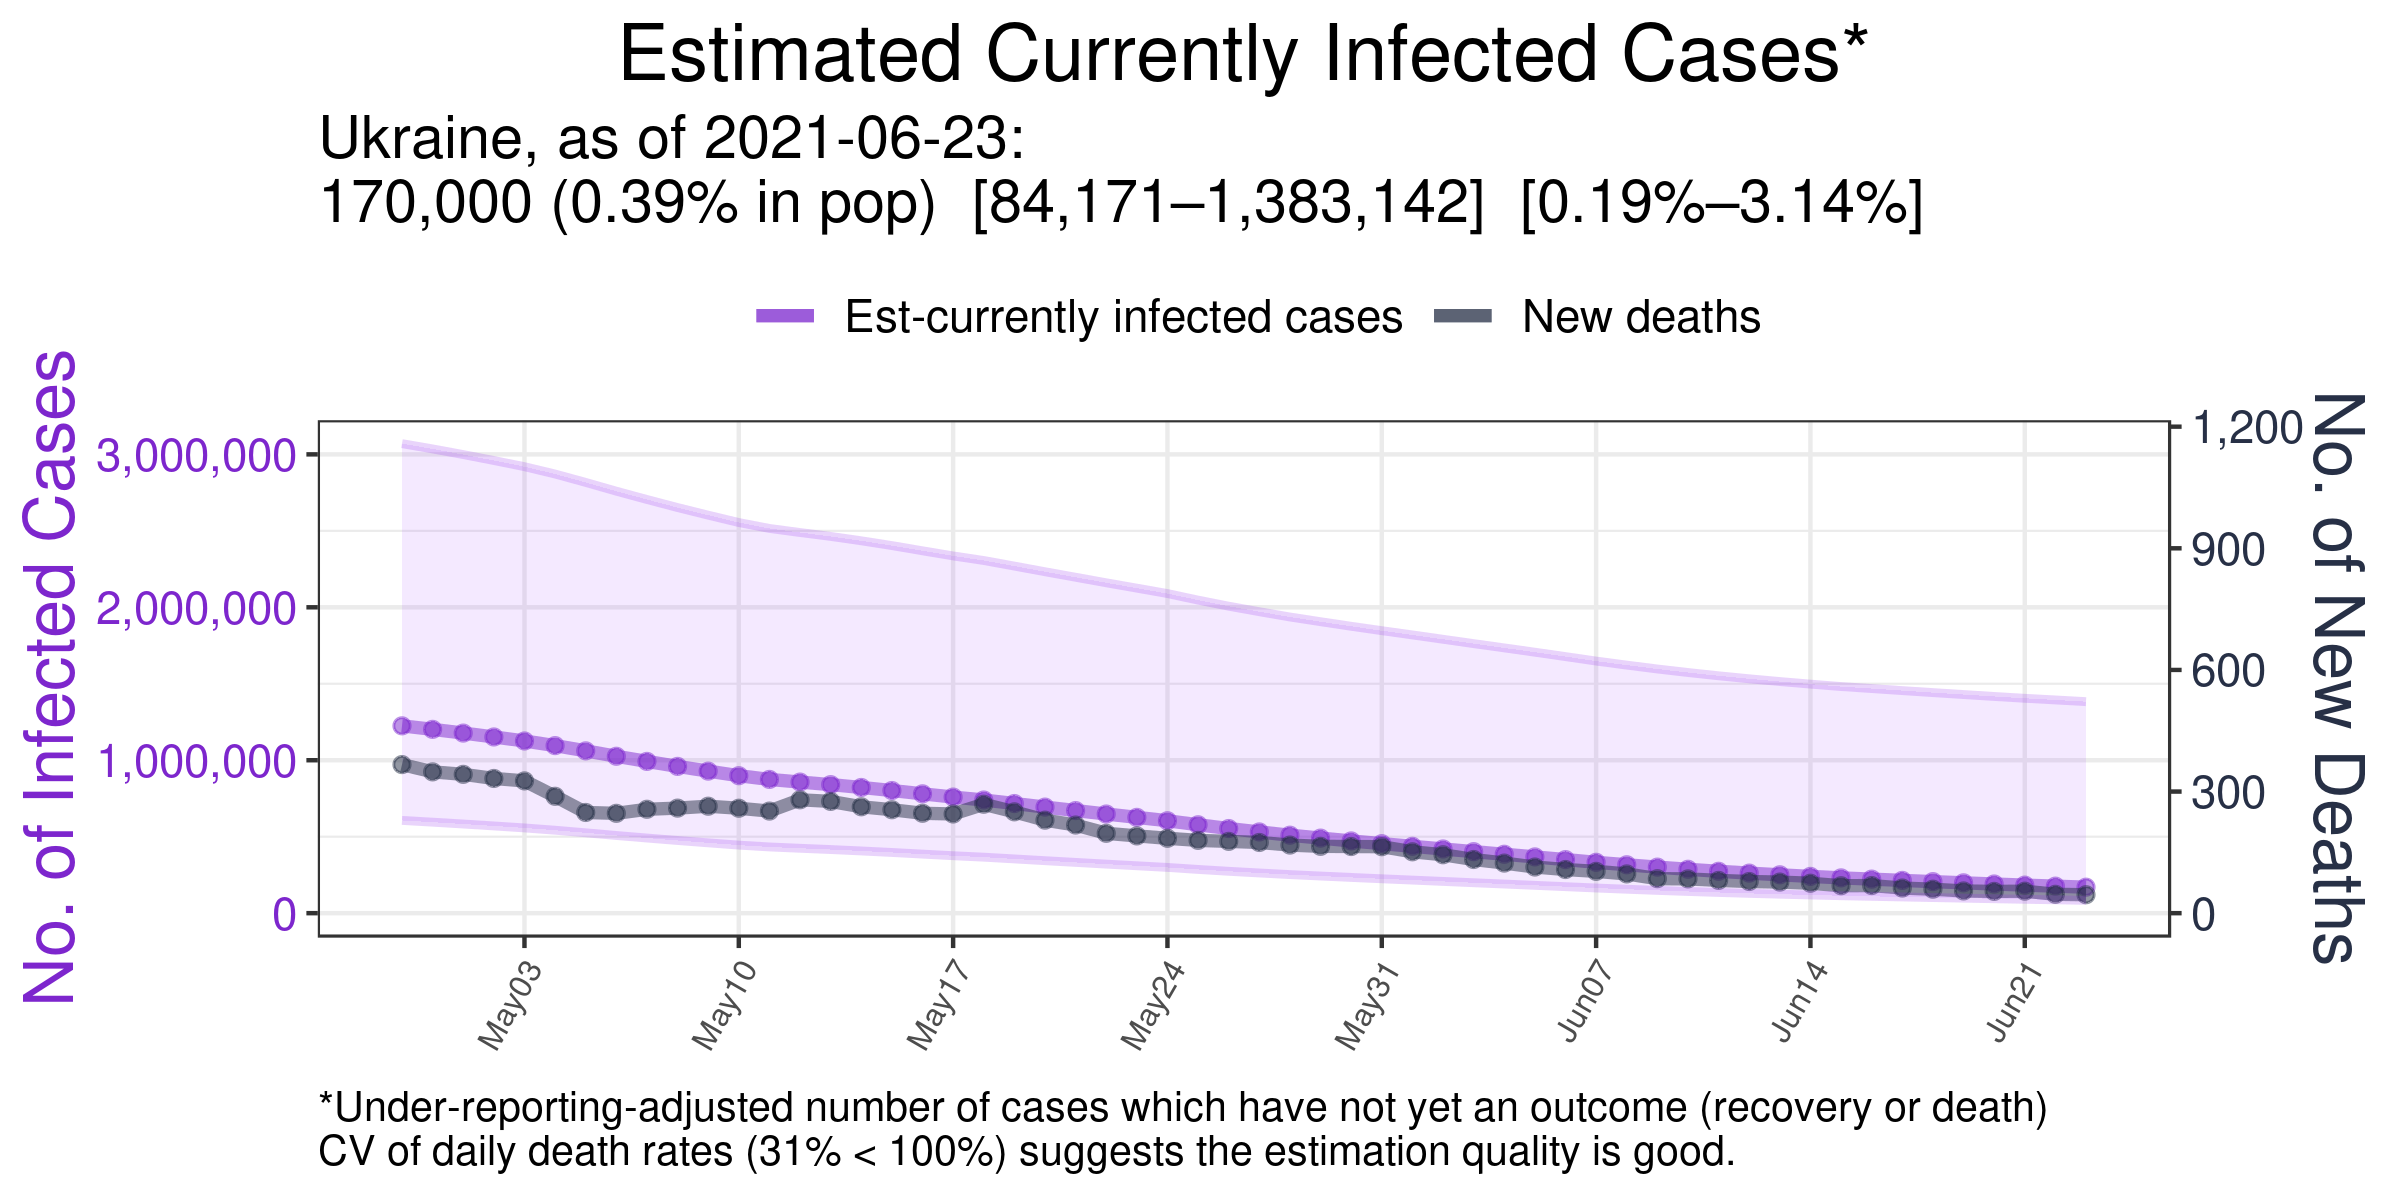 Estimated Currently Infected Cases*
Ukraine, as of 2021-06-23:
170,000 (0.39% in pop)  [84,171–1,383,142]  [0.19%–3.14%]
Est-currently infected cases
New deaths
No. of Infected Cases
3,000,000
2,000,000
1,000,000
0
1,200
900
600
300
0
No. of New Deaths
May03
May10
May17
May24
May31
Jun07
Jun14
Jun21
*Under-reporting-adjusted number of cases which have not yet an outcome (recovery or death)
CV of daily death rates (31% < 100%) suggests the estimation quality is good.